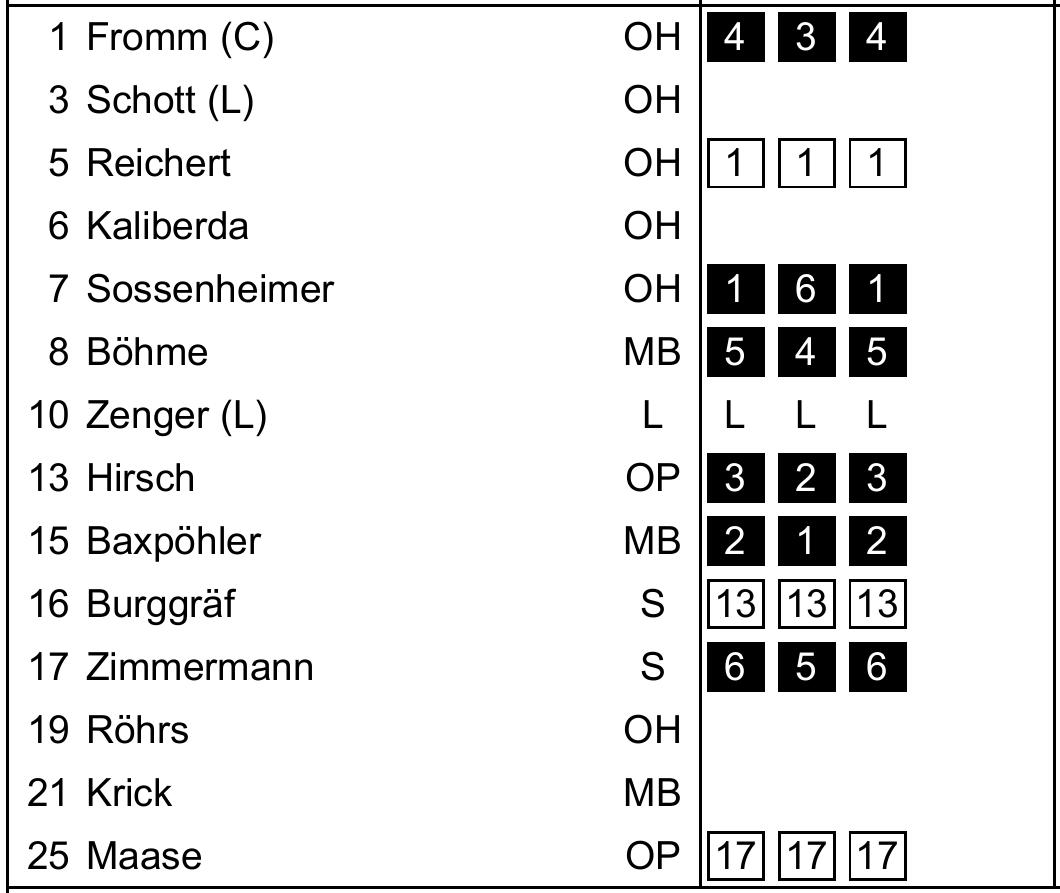 1 Fromm (C) OH 4 3 4
3 Schott (L) OH
5 Reichert OH 1 1 1
6 Kaliberda OH
7 Sossenheimer OH 1 6 1
8 Böhme MB 5 4 5
10 Zenger (L) L L L L
13 Hirsch OP 3 2 3
15 Baxpöhler MB 2 1 2
16 Burggräf S 13 13 13
17 Zimmermann S 6 5 6
19 Röhrs OH
21 Krick MB
25 Maase OP 17 17 17